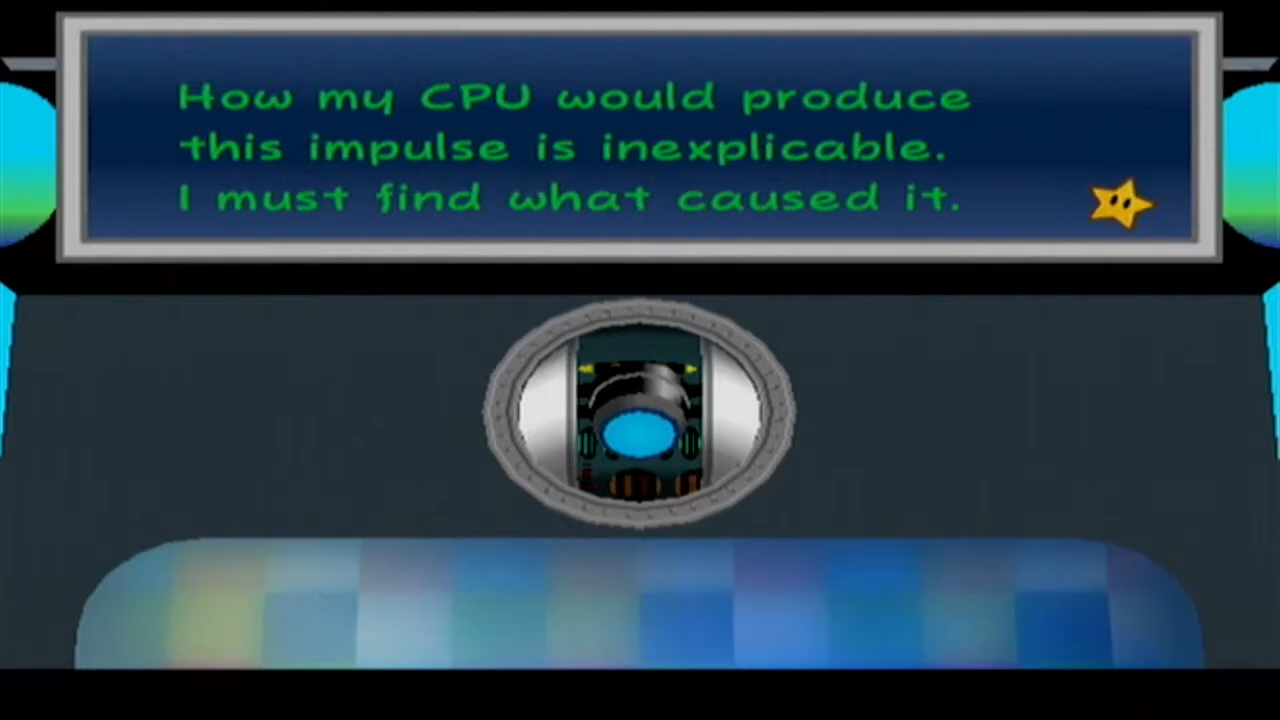 How my CPU would produce
this impulse is inexplicable.
I must find what caused it.